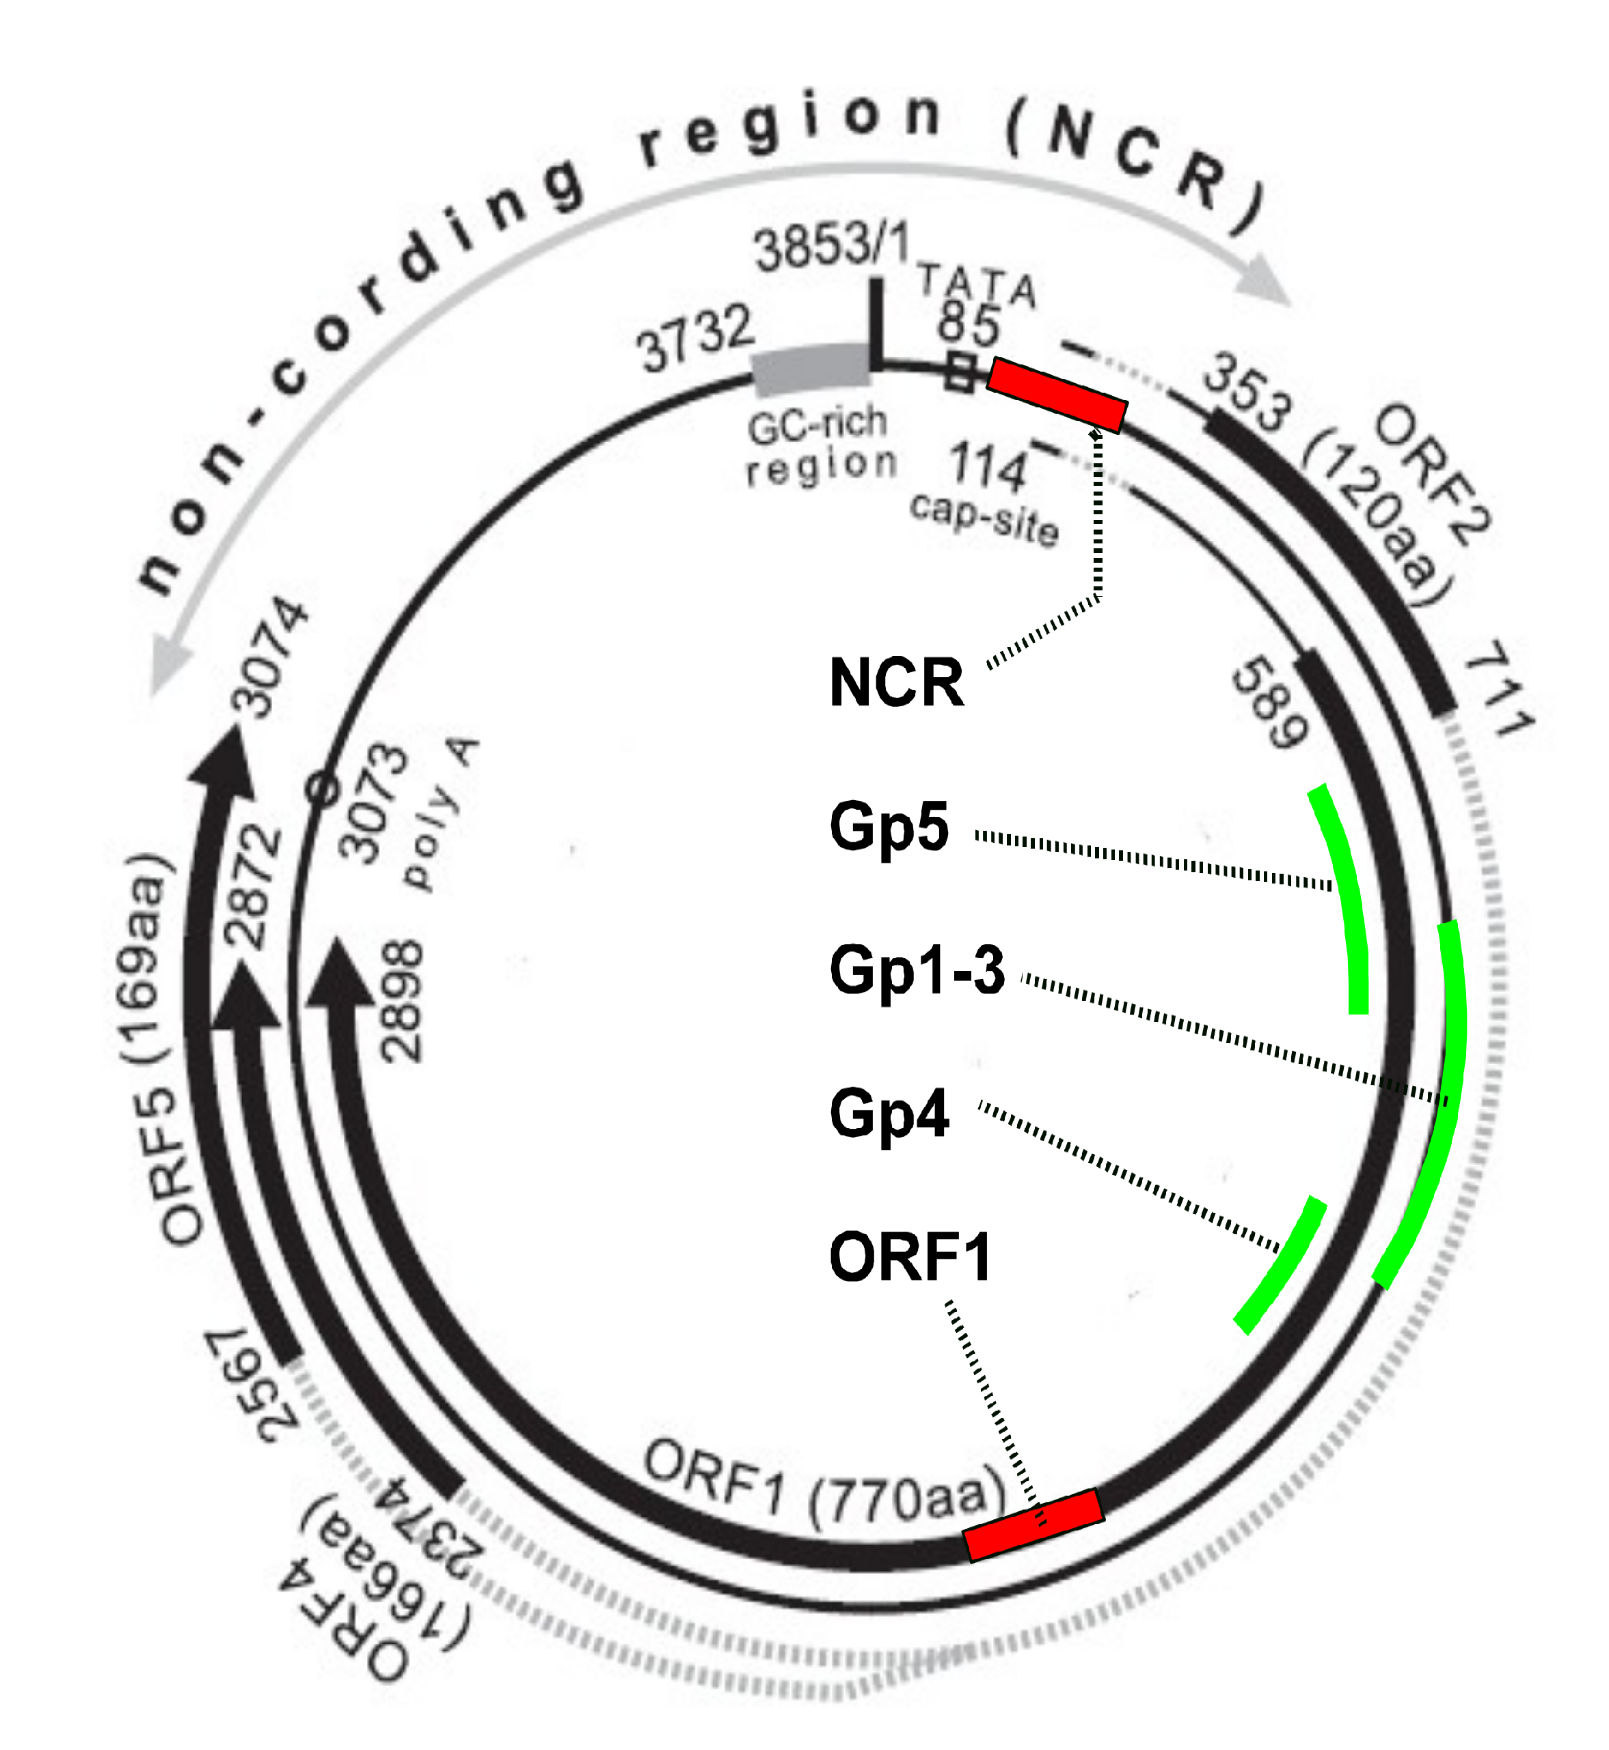 non-cording region (NCR)
3853/1
TATA
85
3732
GC-rich
region
114
cap-site
353
ORF2
(120aa)
711
589
3074
3073
poly A
2872
2898
ORF5 (169aa)
2567
2374
ORF4
(166aa)
ORF1 (770aa)
NCR
Gp5
Gp1-3
Gp4
ORF1